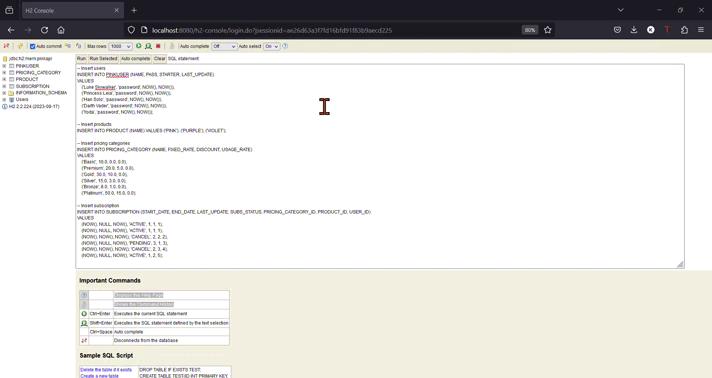 H2 Console
localhost:8080/h2-console/login.do?jsessionid=ae26d63a3f7fd16bfd91f83b9aecd225
80%
Auto commit
Max rows: 1000
Auto complete Off
Auto select On
jdbc:h2:mem:pinkapi
PINKUSER
PRICING_CATEGORY
PRODUCT
SUBSCRIPTION
INFORMATION_SCHEMA
Users
H2 2.2.224 (2023-09-17)
Run Run Selected Auto complete Clear SQL statement:
-- Insert users
INSERT INTO PINKUSER (NAME, PASS, STARTER, LAST_UPDATE)
VALUES
('Luke Skiwalker', 'password', NOW(), NOW()),
('Princess Leia', 'password', NOW(), NOW()),
('Han Solo', 'password', NOW(), NOW()),
('Darth Vader', 'password', NOW(), NOW()),
('Yoda', 'password', NOW(), NOW());
-- Insert products
INSERT INTO PRODUCT (NAME) VALUES ('PINK'), ('PURPLE'), ('VIOLET');
-- Insert pricing categories
INSERT INTO PRICING_CATEGORY (NAME, FIXED_RATE, DISCOUNT, USAGE_RATE)
VALUES
('Basic', 10.0, 0.0, 0.0),
('Premium', 20.0, 5.0, 0.0),
('Gold', 30.0, 10.0, 0.0),
('Silver', 15.0, 3.0, 0.0),
('Bronze', 8.0, 1.0, 0.0),
('Platinum', 50.0, 15.0, 0.0);
-- Insert subscription
INSERT INTO SUBSCRIPTION (START_DATE, END_DATE, LAST_UPDATE, SUBS_STATUS, PRICING_CATEGORY_ID, PRODUCT_ID, USER_ID)
VALUES
(NOW(), NULL, NOW(), 'ACTIVE', 1, 1, 1),
(NOW(), NULL, NOW(), 'ACTIVE', 1, 1, 1),
(NOW(), NOW(), NOW(), 'CANCEL', 2, 2, 2),
(NOW(), NULL, NOW(), 'PENDING', 3, 1, 3),
(NOW(), NOW(), NOW(), 'CANCEL', 2, 3, 4),
(NOW(), NULL, NOW(), 'ACTIVE', 1, 2, 5);
Important Commands
Displays this Help Page
Shows the Command History
Ctrl+Enter Executes the current SQL statement
Shift+Enter Executes the SQL statement defined by the text selection
Ctrl+Space Auto complete
Disconnects from the database
Sample SQL Script
Delete the table if it exists DROP TABLE IF EXISTS TEST;
Create a new table CREATE TABLE TEST(ID INT PRIMARY KEY,